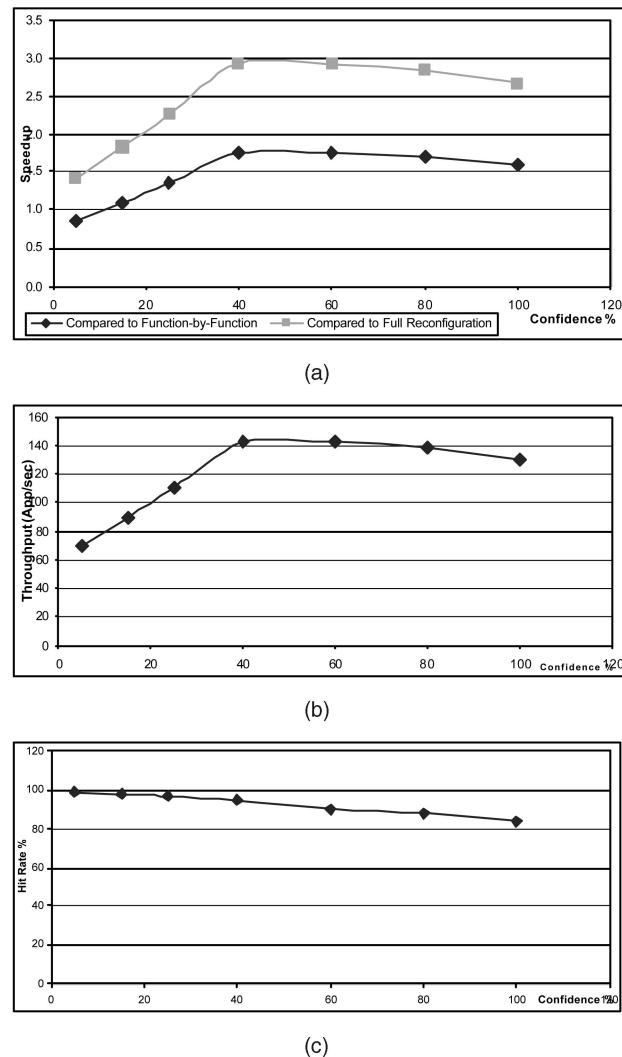 3.5
3.0
2.5
2.0
1.5
1.0
0.5
0.0
Speedup
0 20 40 60 80 100 120
Confidence %
Compared to Function-by-Function Compared to Full Reconfiguration
(a)
160
140
120
100
80
60
40
20
0
Throughput (App/sec)
0 20 40 60 80 100 120
Confidence %
(b)
120
100
80
60
40
20
0
Hit Rate %
0 20 40 60 80 100 120
Confidence %
(c)